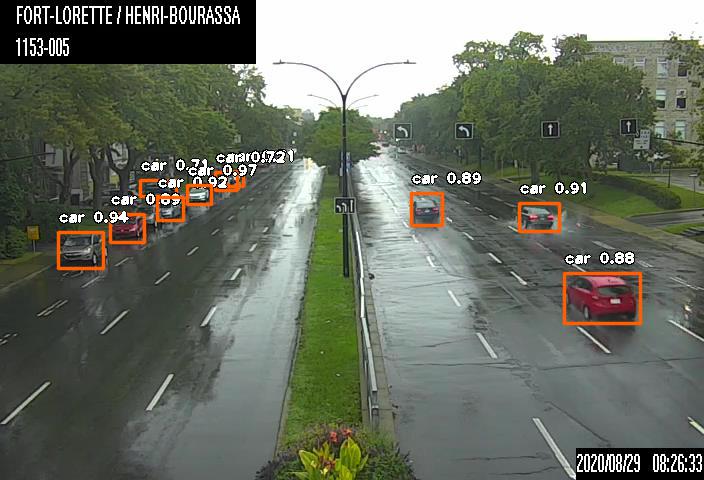 FORT-LORETTE / HENRI-BOURASSA
1153-005
car 0.71
car 0.97
car 0.92
car 0.94
car 0.89
car 0.91
car 0.88
2020/08/29 08:26:33